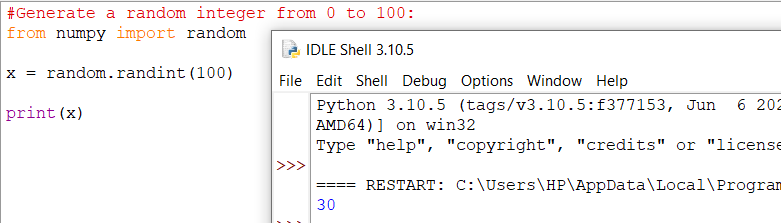 #Generate a random integer from 0 to 100:
from numpy import random
x = random.randint(100)
print(x)
IDLE Shell 3.10.5
File Edit Shell Debug Options Window Help
Python 3.10.5 (tags/v3.10.5:f377153, Jun 6 202
AMD64)] on win32
Type "help", "copyright", "credits" or "license
>>>
==== RESTART: C:\Users\HP\AppData\Local\Program
30
>>>